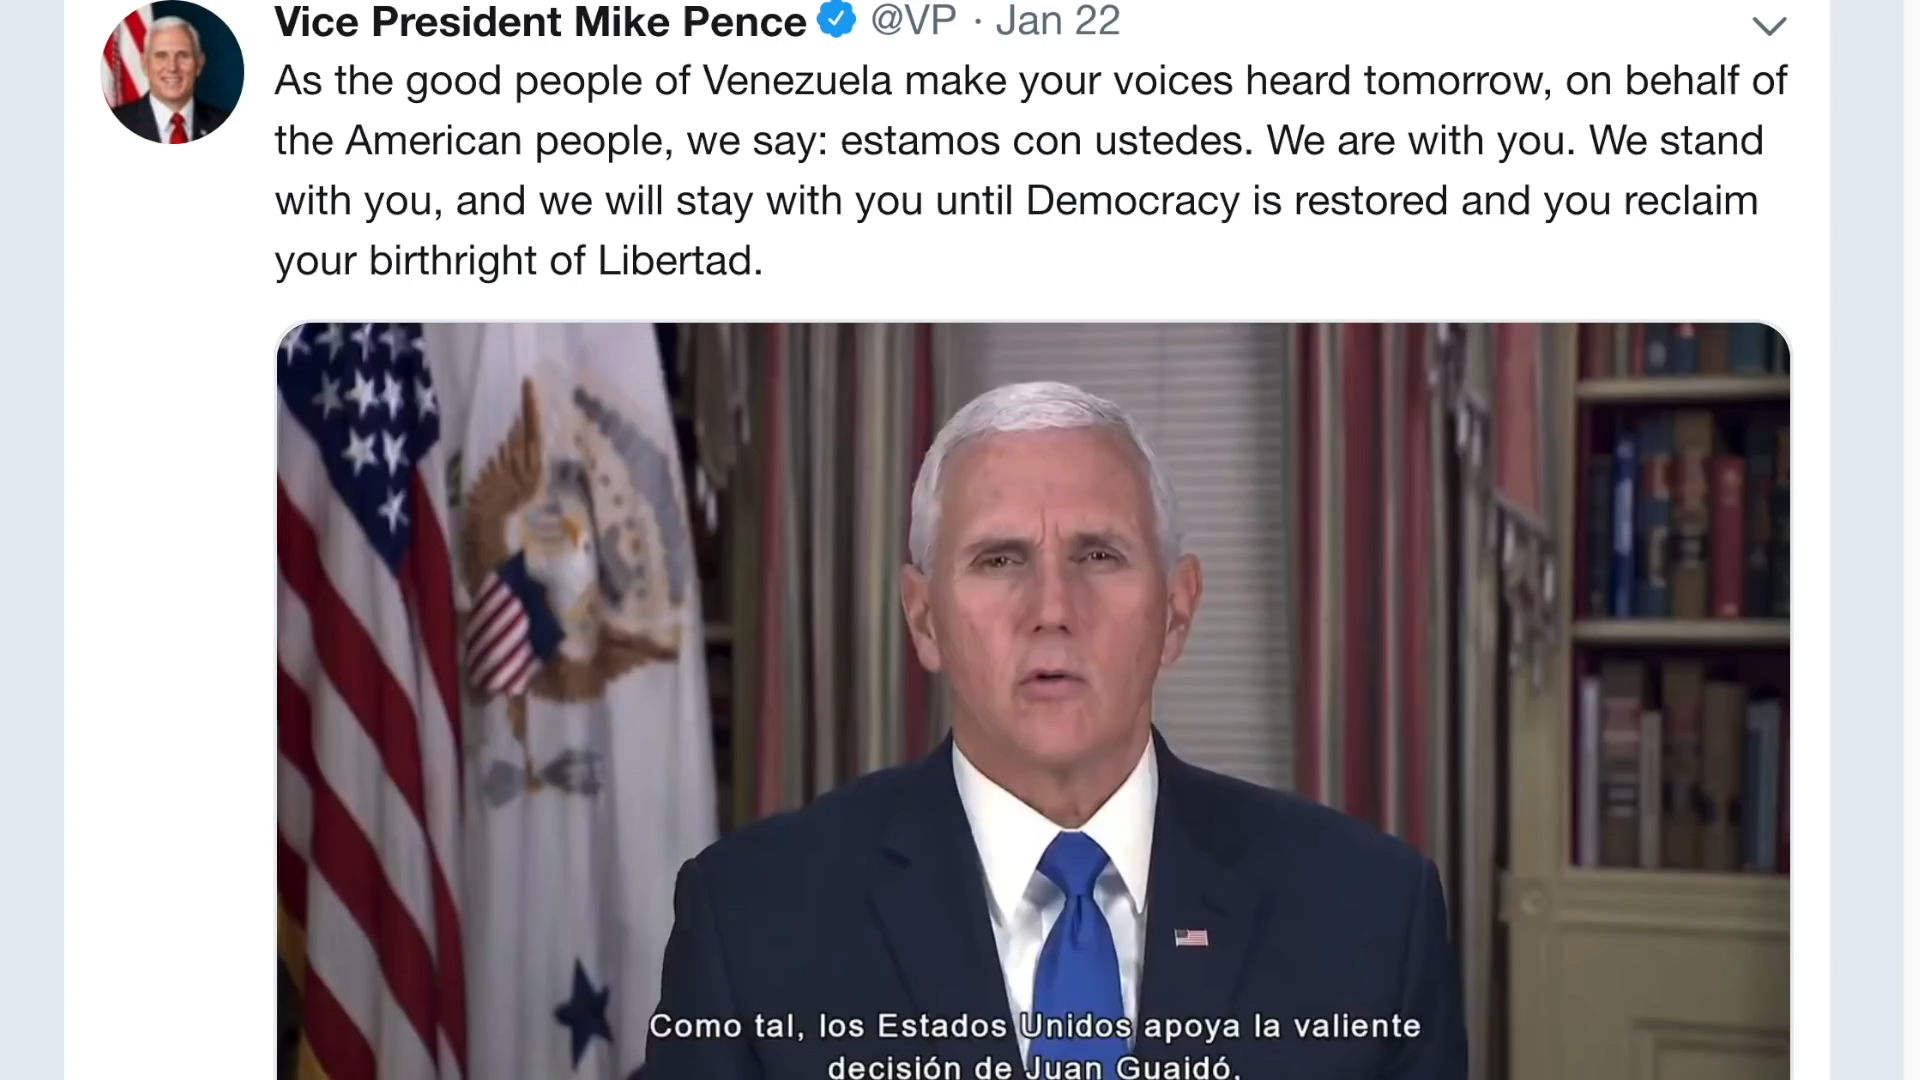 Vice President Mike Pence @VP · Jan 22
As the good people of Venezuela make your voices heard tomorrow, on behalf of
the American people, we say: estamos con ustedes. We are with you. We stand
with you, and we will stay with you until Democracy is restored and you reclaim
your birthright of Libertad.
Como tal, los Estados Unidos apoya la valiente
decisión de Juan Guaidó.